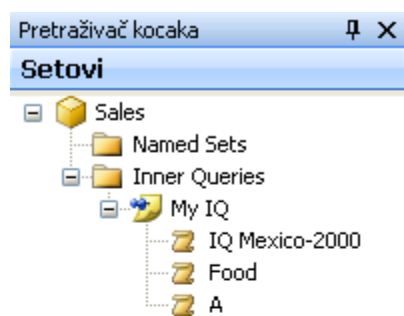 Pretraživač kocaka
Setovi
Sales
Named Sets
Inner Queries
My IQ
IQ Mexico-2000
Food
A